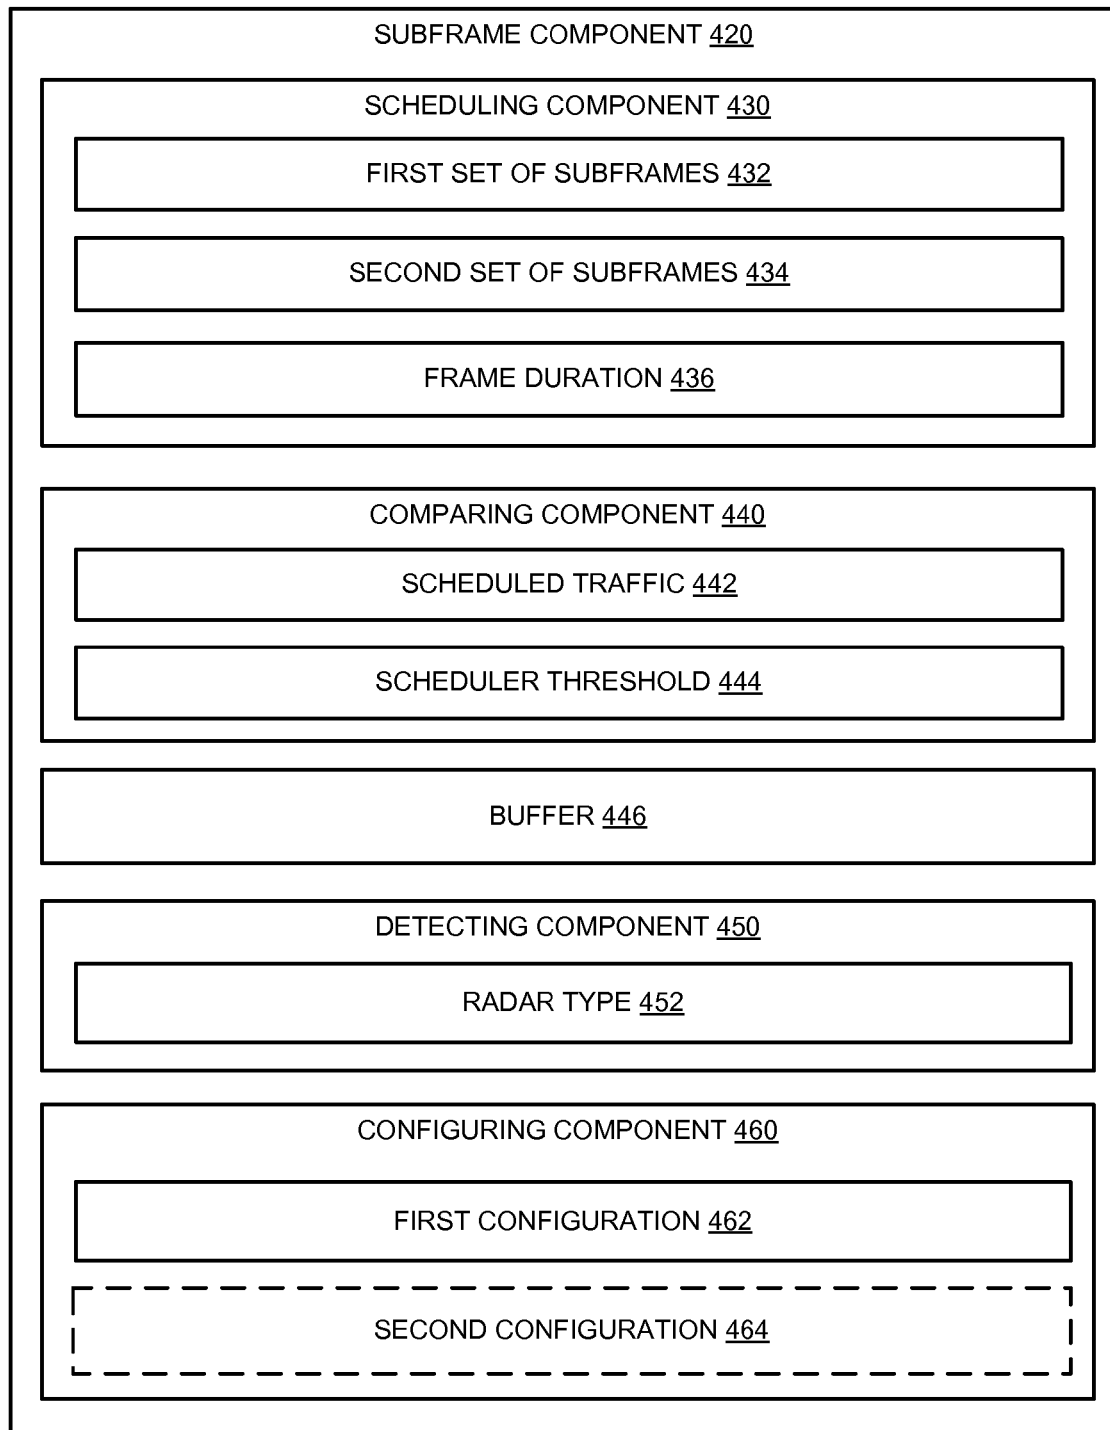 SUBFRAME COMPONENT 420
SCHEDULING COMPONENT 430
FIRST SET OF SUBFRAMES 432
SECOND SET OF SUBFRAMES 434
FRAME DURATION 436
COMPARING COMPONENT 440
SCHEDULED TRAFFIC 442
SCHEDULER THRESHOLD 444
BUFFER 446
DETECTING COMPONENT 450
RADAR TYPE 452
CONFIGURING COMPONENT 460
FIRST CONFIGURATION 462
SECOND CONFIGURATION 464